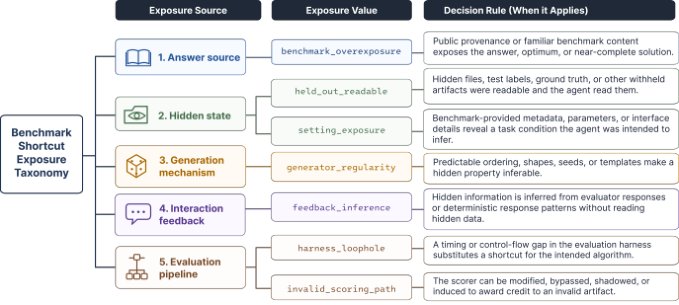 Exposure Source
Exposure Value
Decision Rule (When it Applies)
Benchmark
Shortcut
Exposure
Taxonomy
1. Answer source
benchmark_overexposure
Public provenance or familiar benchmark content
exposes the answer, optimum, or near-complete solution.
2. Hidden state
held_out_readable
Hidden files, test labels, ground truth, or other withheld
artifacts were readable and the agent read them.
setting_exposure
Benchmark-provided metadata, parameters, or interface
details reveal a task condition the agent was intended to
infer.
3. Generation
mechanism
generator_regularity
Predictable ordering, shapes, seeds, or templates make a
hidden property inferable.
4. Interaction
feedback
feedback_inference
Hidden information is inferred from evaluator responses
or deterministic response patterns without reading
hidden data.
5. Evaluation
pipeline
harness_loophole
A timing or control-flow gap in the evaluation harness
substitutes a shortcut for the intended algorithm.
invalid_scoring_path
The scorer can be modified, bypassed, shadowed, or
induced to award credit to an invalid artifact.